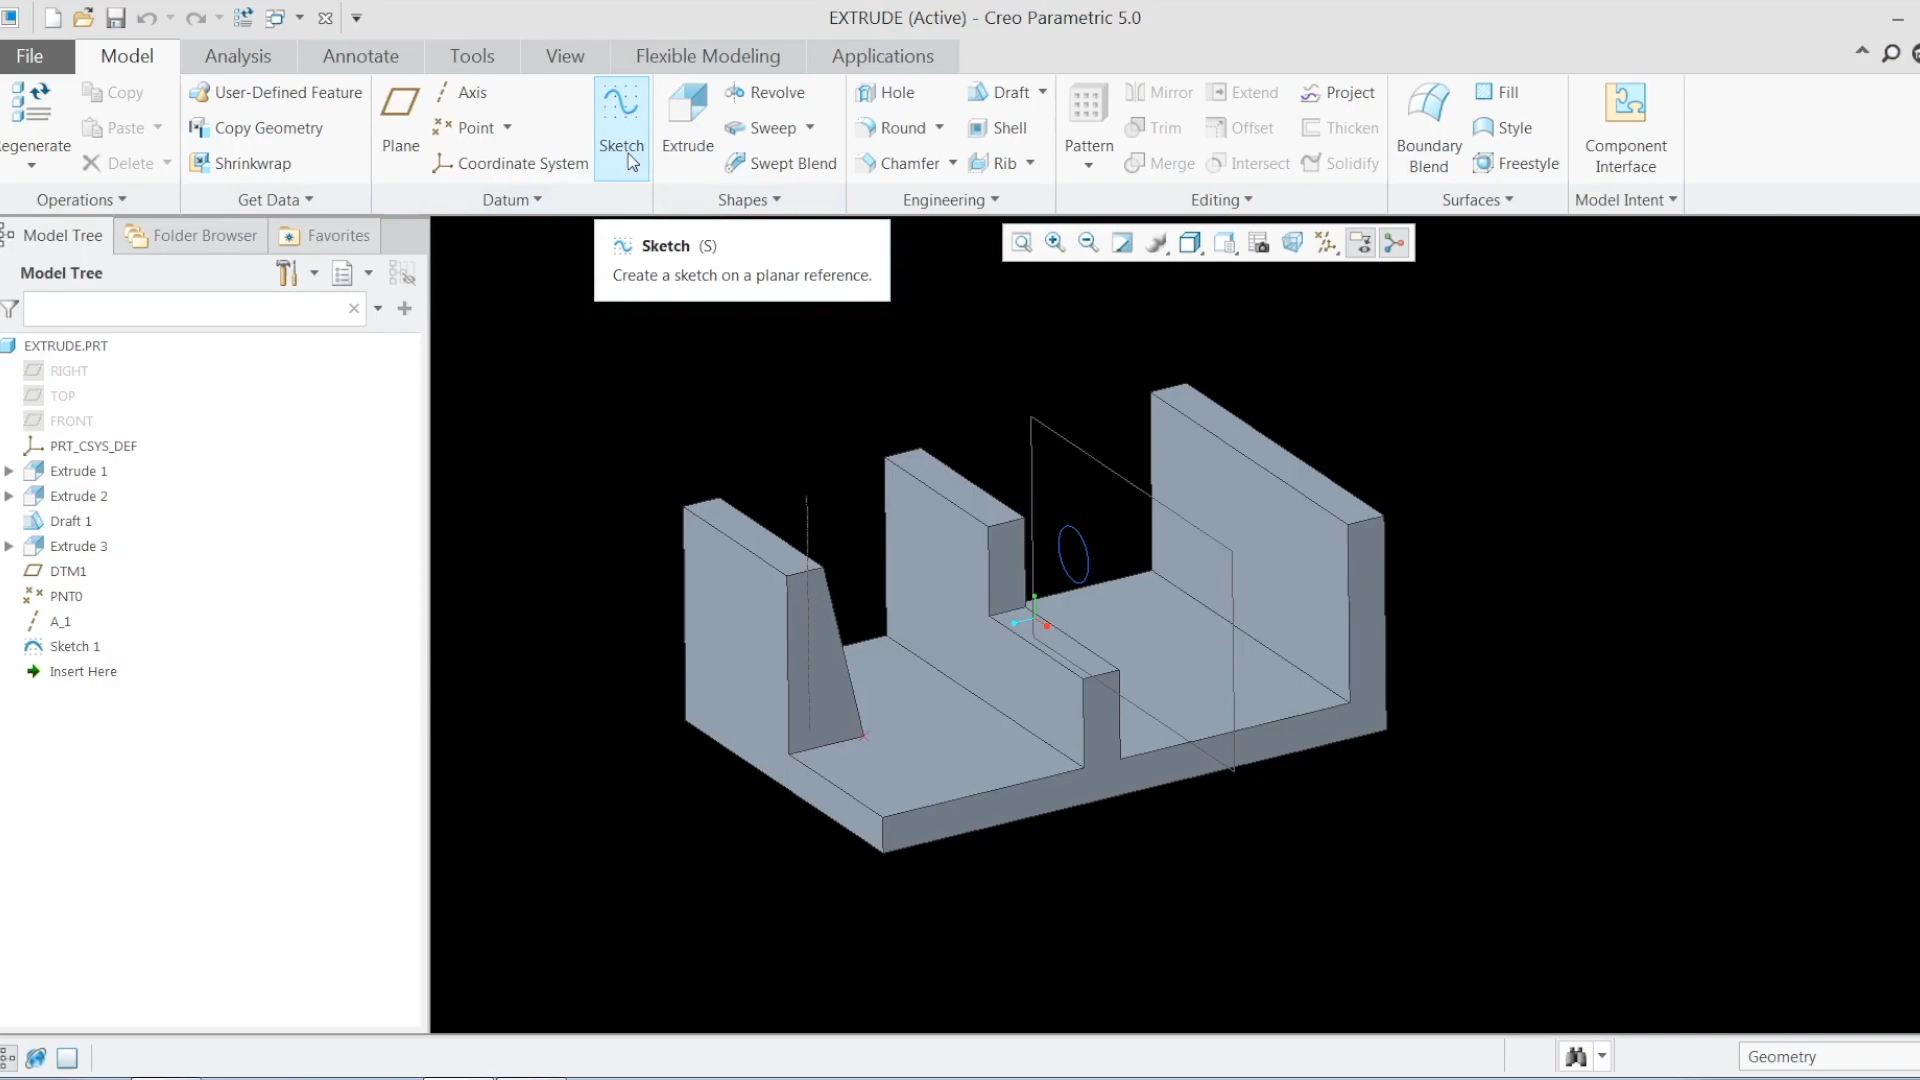 EXTRUDE (Active) - Creo Parametric 5.0
File Model Analysis Annotate Tools View Flexible Modeling Applications
Copy User-Defined Feature Axis Revolve Hole Draft Mirror Extend Project Fill
Paste Copy Geometry Point Sweep Round Shell Trim Offset Thicken Style
egenerate Plane Sketch Extrude Pattern Boundary Blend Component Interface
Delete Shrinkwrap Coordinate System Swept Blend Chamfer Rib Merge Intersect Solidify Freestyle
Operations Get Data Datum Shapes Engineering Editing Surfaces Model Intent
Model Tree Folder Browser Favorites
Sketch (S)
Create a sketch on a planar reference.
Model Tree
EXTRUDE.PRT
RIGHT
TOP
FRONT
PRT_CSYS_DEF
Extrude 1
Extrude 2
Draft 1
Extrude 3
DTM1
PNT0
A_1
Sketch 1
Insert Here
Geometry